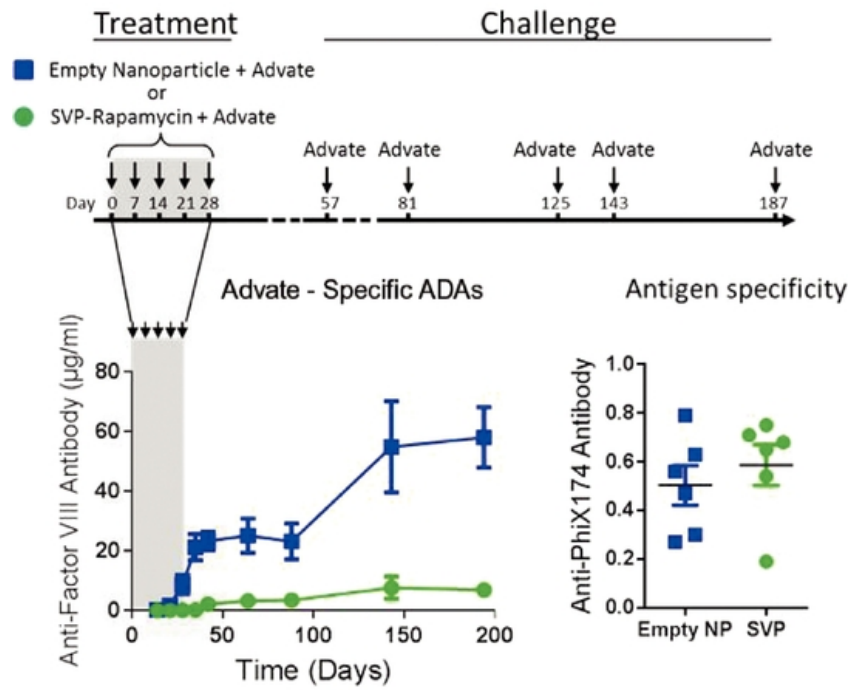 Treatment
Challenge
Empty Nanoparticle + Advate
or
SVP-Rapamycin + Advate
Advate Advate Advate Advate Advate
Day 0 7 14 21 28 57 81 125 143 187
Advate - Specific ADAs
Antigen specificity
Anti-Factor VIII Antibody (µg/ml)
80
60
40
20
0
0 50 100 150 200
Time (Days)
Anti-PhiX174 Antibody
1.0
0.8
0.6
0.4
0.2
0.0
Empty NP SVP